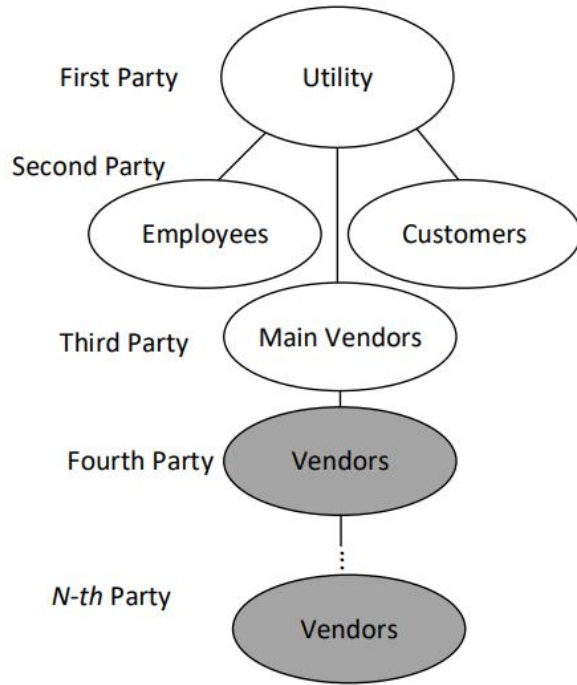 First Party
Utility
Second Party
Employees
Customers
Third Party
Main Vendors
Fourth Party
Vendors
N-th Party
Vendors